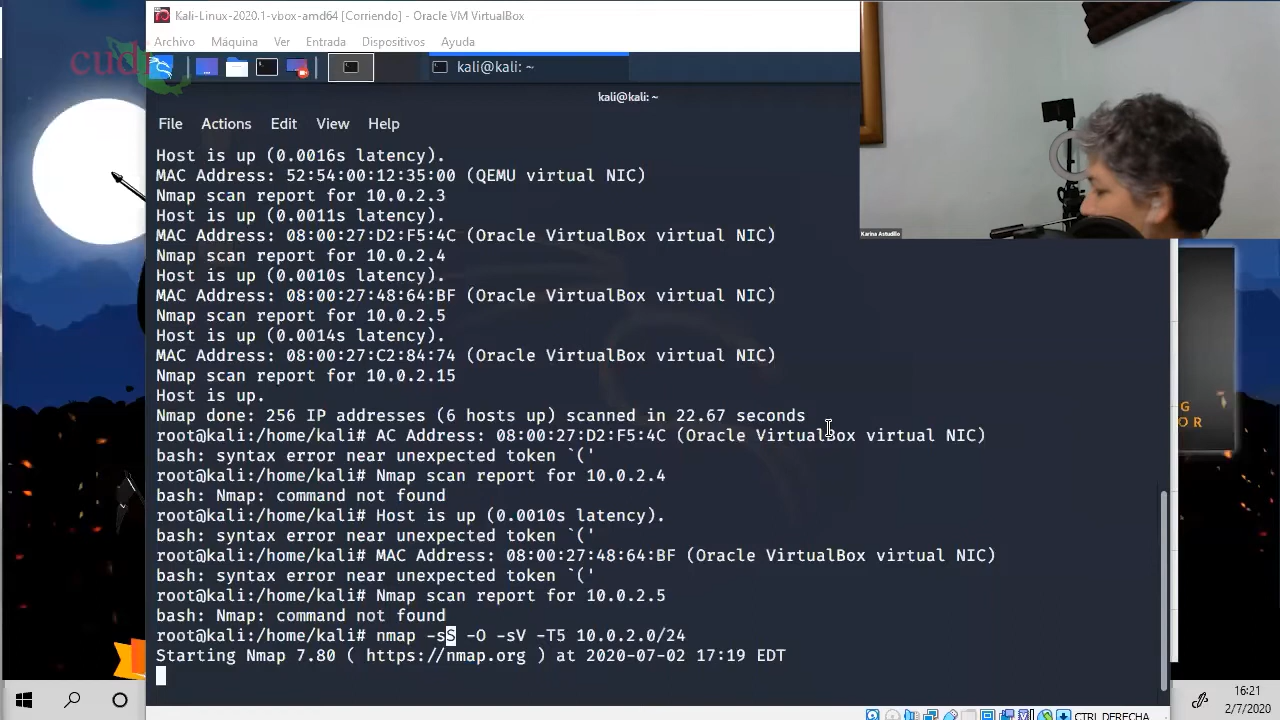 Kali-Linux-2020.1-vbox-amd64 [Corriendo] - Oracle VM VirtualBox
Archivo Máquina Ver Entrada Dispositivos Ayuda
cud
kali@kali: ~
kali@kali: ~
File Actions Edit View Help
Host is up (0.0016s latency).
MAC Address: 52:54:00:12:35:00 (QEMU virtual NIC)
Nmap scan report for 10.0.2.3
Host is up (0.0011s latency).
MAC Address: 08:00:27:D2:F5:4C (Oracle VirtualBox virtual NIC)
Nmap scan report for 10.0.2.4
Host is up (0.0010s latency).
MAC Address: 08:00:27:48:64:BF (Oracle VirtualBox virtual NIC)
Nmap scan report for 10.0.2.5
Host is up (0.0014s latency).
MAC Address: 08:00:27:C2:84:74 (Oracle VirtualBox virtual NIC)
Nmap scan report for 10.0.2.15
Host is up.
Nmap done: 256 IP addresses (6 hosts up) scanned in 22.67 seconds
root@kali:/home/kali# AC Address: 08:00:27:D2:F5:4C (Oracle VirtualBox virtual NIC)
bash: syntax error near unexpected token `('
root@kali:/home/kali# Nmap scan report for 10.0.2.4
bash: Nmap: command not found
root@kali:/home/kali# Host is up (0.0010s latency).
bash: syntax error near unexpected token `('
root@kali:/home/kali# MAC Address: 08:00:27:48:64:BF (Oracle VirtualBox virtual NIC)
bash: syntax error near unexpected token `('
root@kali:/home/kali# Nmap scan report for 10.0.2.5
bash: Nmap: command not found
root@kali:/home/kali# nmap -sS -O -sV -T5 10.0.2.0/24
Starting Nmap 7.80 ( https://nmap.org ) at 2020-07-02 17:19 EDT
Karina Astudillo
G
OR
CTRL DERECHA
16:21
2/7/2020